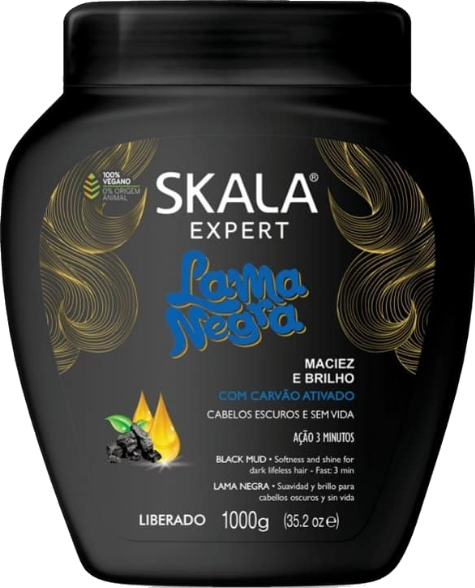 100%
VEGANO
0% ORIGEM
ANIMAL
SKALA®
EXPERT
Lama
Negra
MACIEZ
E BRILHO
COM CARVÃO ATIVADO
CABELOS ESCUROS E SEM VIDA
AÇÃO 3 MINUTOS
BLACK MUD • Softness and shine for
dark lifeless hair - Fast: 3 min
LAMA NEGRA • Suavidad y brillo para
cabellos oscuros y sin vida
LIBERADO 1000g (35.2 oz e)